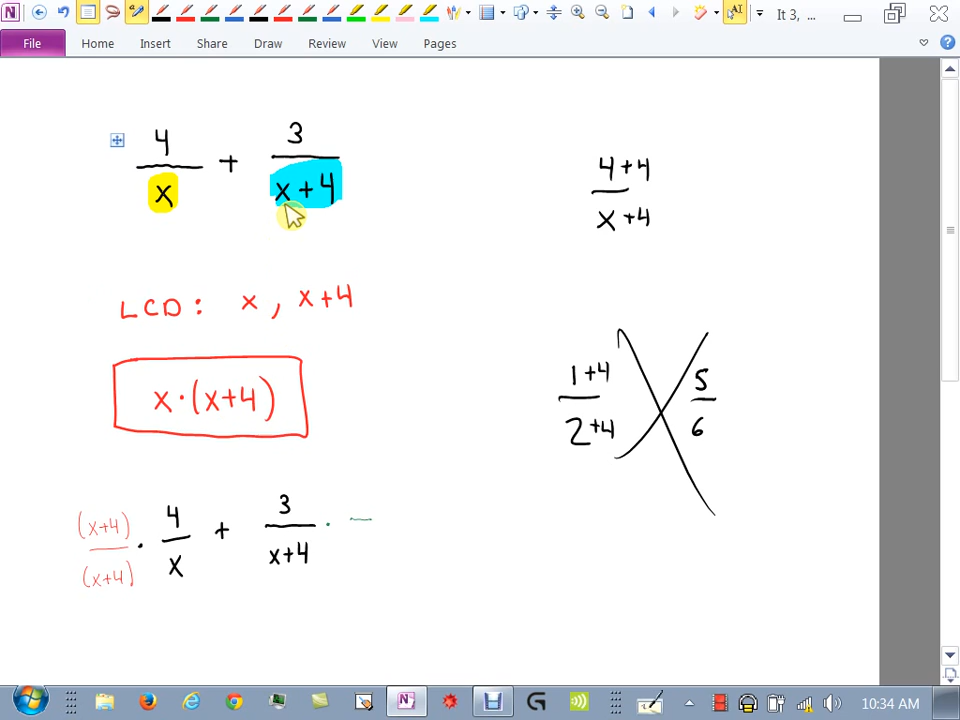 It 3, ...
File Home Insert Share Draw Review View Pages
4/x + 3/(x+4)
4+4
x+4
LCD: x, x+4
x·(x+4)
1+4
2+4
5
6
(x+4)/(x+4) · 4/x + 3/(x+4) ·
10:34 AM